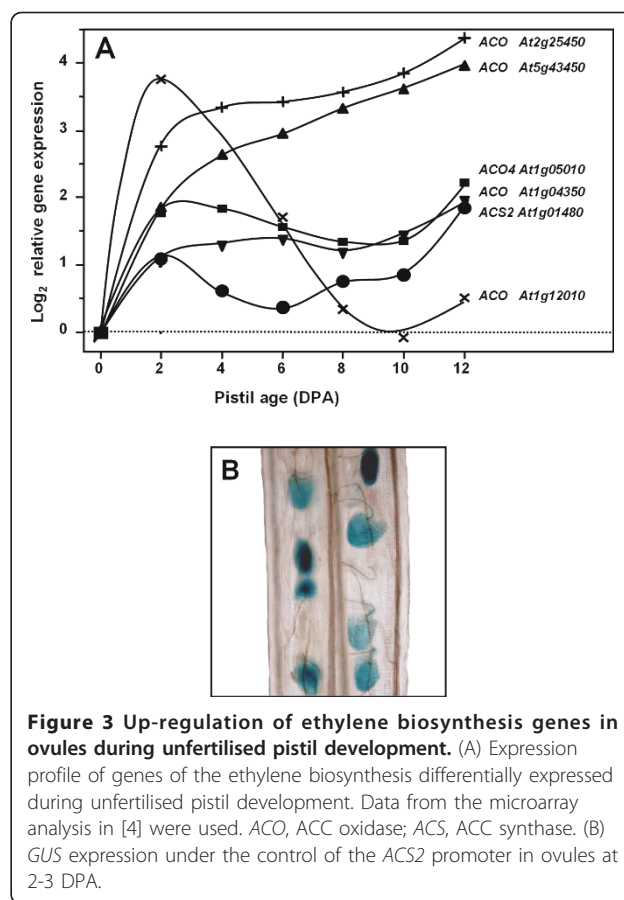 A
4
3
2
1
0
Log₂ relative gene expression
ACO At2g25450
ACO At5g43450
ACO4 At1g05010
ACO At1g04350
ACS2 At1g01480
ACO At1g12010
0 2 4 6 8 10 12
Pistil age (DPA)
B
Figure 3 Up-regulation of ethylene biosynthesis genes in
ovules during unfertilised pistil development. (A) Expression
profile of genes of the ethylene biosynthesis differentially expressed
during unfertilised pistil development. Data from the microarray
analysis in [4] were used. ACO, ACC oxidase; ACS, ACC synthase. (B)
GUS expression under the control of the ACS2 promoter in ovules at
2-3 DPA.